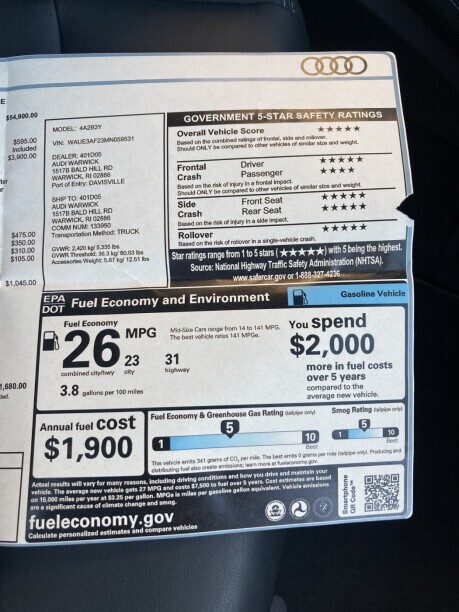 E
$54,900.00
$595.00
Included
$3,900.00
$475.00
$350.00
$310.00
$105.00
$1,045.00
1,680.00
ded.
MODEL: 4A2B3Y
VIN: WAUE3AF23MN059531
DEALER: 401D05
AUDI WARWICK
1517B BALD HILL RD
WARWICK, RI 02886
Port of Entry: DAVISVILLE
SHIP TO: 401D05
AUDI WARWICK
1517B BALD HILL RD
WARWICK, RI 02886
COMM NUM: 133950
Transportation Method: TRUCK
GVWR: 2,420 kg/ 5,335 lbs
GVWR Threshold: 36.3 kg/ 80.03 lbs
Accessories Weight: 5.67 kg/ 12.51 lbs
GOVERNMENT 5-STAR SAFETY RATINGS
Overall Vehicle Score ★★★★★
Based on the combined ratings of frontal, side and rollover.
Should ONLY be compared to other vehicles of similar size and weight.
Frontal Driver ★★★★★
Crash Passenger ★★★★
Based on the risk of injury in a frontal impact.
Should ONLY be compared to other vehicles of similar size and weight.
Side Front Seat ★★★★★
Crash Rear Seat ★★★★★
Based on the risk of injury in a side impact.
Rollover ★★★★★
Based on the risk of rollover in a single-vehicle crash.
Star ratings range from 1 to 5 stars (★★★★★) with 5 being the highest.
Source: National Highway Traffic Safety Administration (NHTSA).
www.safercar.gov or 1-888-327-4236
EPA
DOT Fuel Economy and Environment
Gasoline Vehicle
Fuel Economy
26 MPG
combined city/hwy
23
city
31
highway
3.8 gallons per 100 miles
Mid-Size Cars range from 14 to 141 MPG.
The best vehicle rates 141 MPGe.
You spend
$2,000
more in fuel costs
over 5 years
compared to the
average new vehicle.
Annual fuel cost
$1,900
Fuel Economy & Greenhouse Gas Rating (tailpipe only)
5
1
10
Best
Smog Rating (tailpipe only)
5
1
10
Best
This vehicle emits 341 grams of CO2 per mile. The best emits 0 grams per mile (tailpipe only). Producing and
distributing fuel also create emissions; learn more at fueleconomy.gov.
Actual results will vary for many reasons, including driving conditions and how you drive and maintain your
vehicle. The average new vehicle gets 27 MPG and costs $7,500 to fuel over 5 years. Cost estimates are based
on 15,000 miles per year at $3.25 per gallon. MPGe is miles per gasoline gallon equivalent. Vehicle emissions
are a significant cause of climate change and smog.
fueleconomy.gov
Calculate personalized estimates and compare vehicles
Smartphone
QR Code™